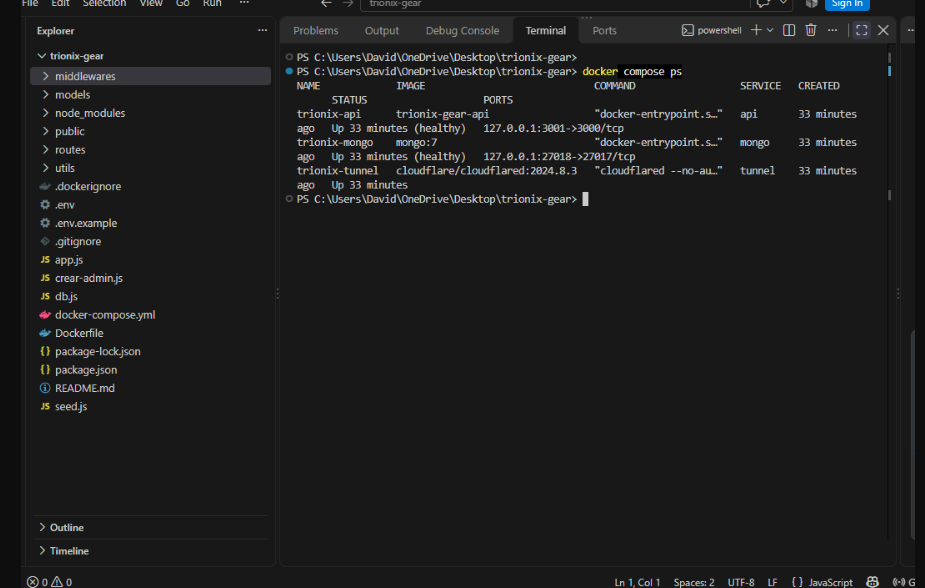 File Edit Selection View Go Run ... trionix-gear Sign In
Explorer ...
Problems Output Debug Console Terminal Ports powershell ...
trionix-gear
middlewares
models
node_modules
public
routes
utils
.dockerignore
.env
.env.example
.gitignore
JS app.js
JS crear-admin.js
JS db.js
docker-compose.yml
Dockerfile
{} package-lock.json
{} package.json
README.md
JS seed.js
Outline
Timeline
PS C:\Users\David\OneDrive\Desktop\trionix-gear>
PS C:\Users\David\OneDrive\Desktop\trionix-gear> docker compose ps
NAME IMAGE COMMAND SERVICE CREATED
STATUS PORTS
trionix-api trionix-gear-api "docker-entrypoint.s…" api 33 minutes
ago Up 33 minutes (healthy) 127.0.0.1:3001->3000/tcp
trionix-mongo mongo:7 "docker-entrypoint.s…" mongo 33 minutes
ago Up 33 minutes (healthy) 127.0.0.1:27018->27017/tcp
trionix-tunnel cloudflare/cloudflared:2024.8.3 "cloudflared --no-au…" tunnel 33 minutes
ago Up 33 minutes
PS C:\Users\David\OneDrive\Desktop\trionix-gear>
0 0 Ln 1, Col 1 Spaces: 2 UTF-8 LF {} JavaScript G